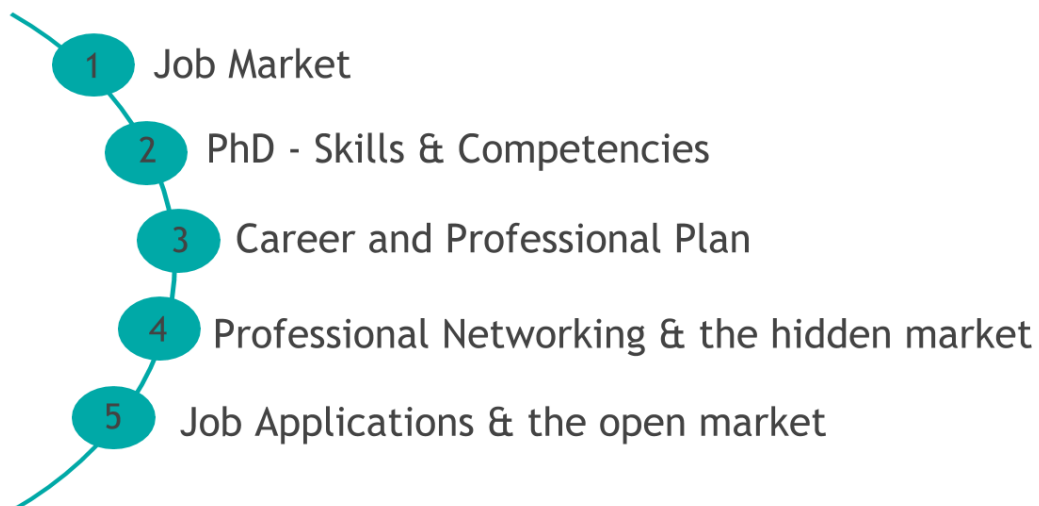 1 Job Market
2 PhD - Skills & Competencies
3 Career and Professional Plan
4 Professional Networking & the hidden market
5 Job Applications & the open market